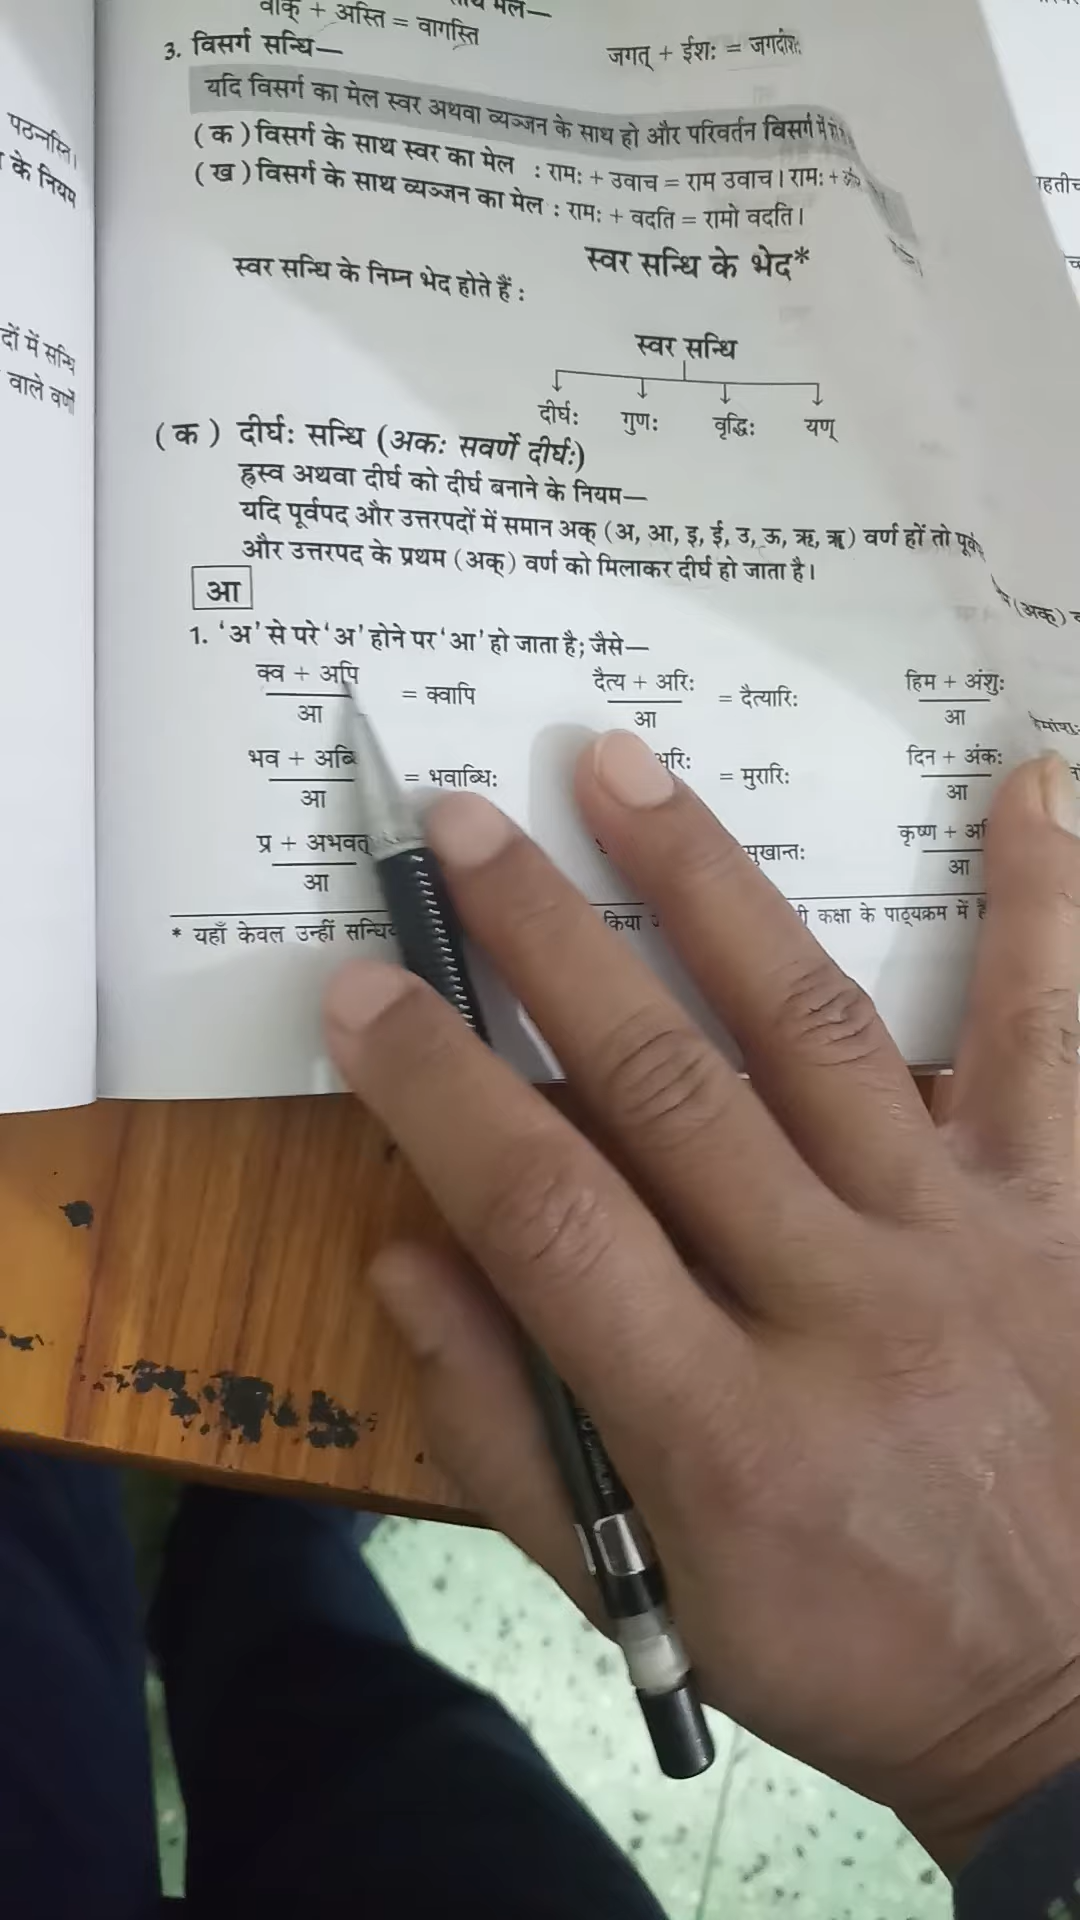 मेल—
वाक् + अस्ति = वागस्ति
जगत् + ईशः = जगदीशः
3. विसर्ग सन्धि—
यदि विसर्ग का मेल स्वर अथवा व्यञ्जन के साथ हो और परिवर्तन विसर्ग में
(क) विसर्ग के साथ स्वर का मेल : रामः + उवाच = राम उवाच। रामः +
(ख) विसर्ग के साथ व्यञ्जन का मेल : रामः + वदति = रामो वदति।
स्वर सन्धि के भेद*
स्वर सन्धि के निम्न भेद होते हैं :
स्वर सन्धि
दीर्घः गुणः वृद्धिः यण्
(क) दीर्घः सन्धि (अकः सवर्णे दीर्घः)
ह्रस्व अथवा दीर्घ को दीर्घ बनाने के नियम—
यदि पूर्वपद और उत्तरपदों में समान अक् (अ, आ, इ, ई, उ, ऊ, ऋ, ॠ) वर्ण हों तो
और उत्तरपद के प्रथम (अक्) वर्ण को मिलाकर दीर्घ हो जाता है।
आ
1. 'अ' से परे 'अ' होने पर 'आ' हो जाता है; जैसे—
क्व + अपि = क्वापि दैत्य + अरिः = दैत्यारिः हिम + अंशुः
आ आ आ
भव + अब्धि = भवाब्धिः अरिः = मुरारिः दिन + अंकः
आ आ
प्र + अभवत् सुखान्तः कृष्ण +
आ आ
* यहाँ केवल उन्हीं किया कक्षा के पाठ्यक्रम में
पठन्नस्ति।
के नियम
दों में सन्धि
वाले वर्णों
(अक्)